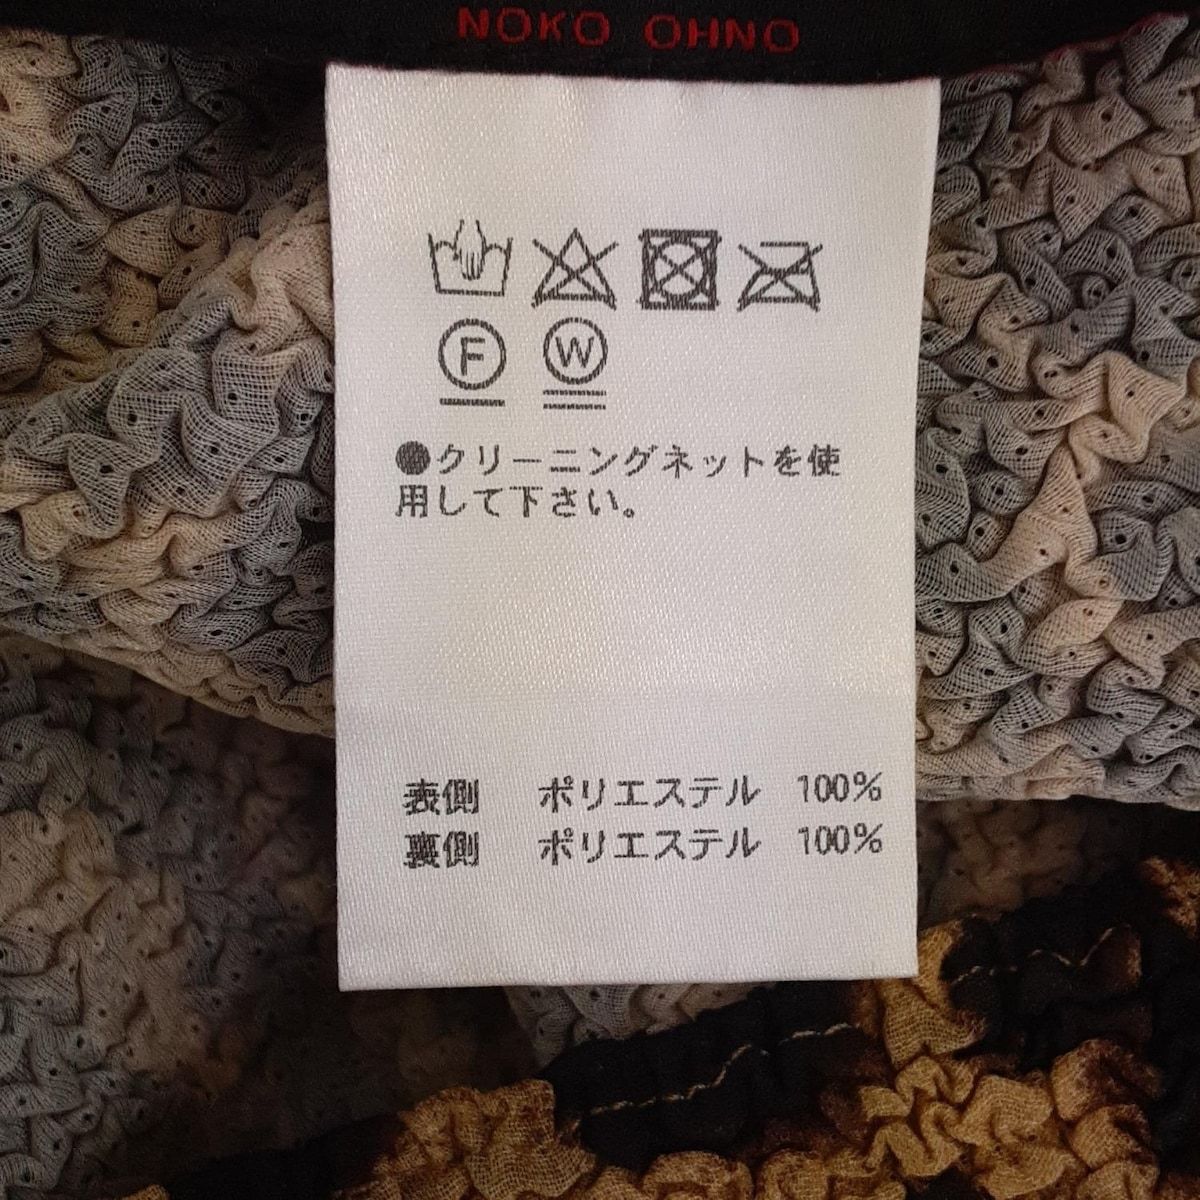 NOKO OHNO
F W
●クリーニングネットを使
用して下さい。
表側 ポリエステル 100%
裏側 ポリエステル 100%